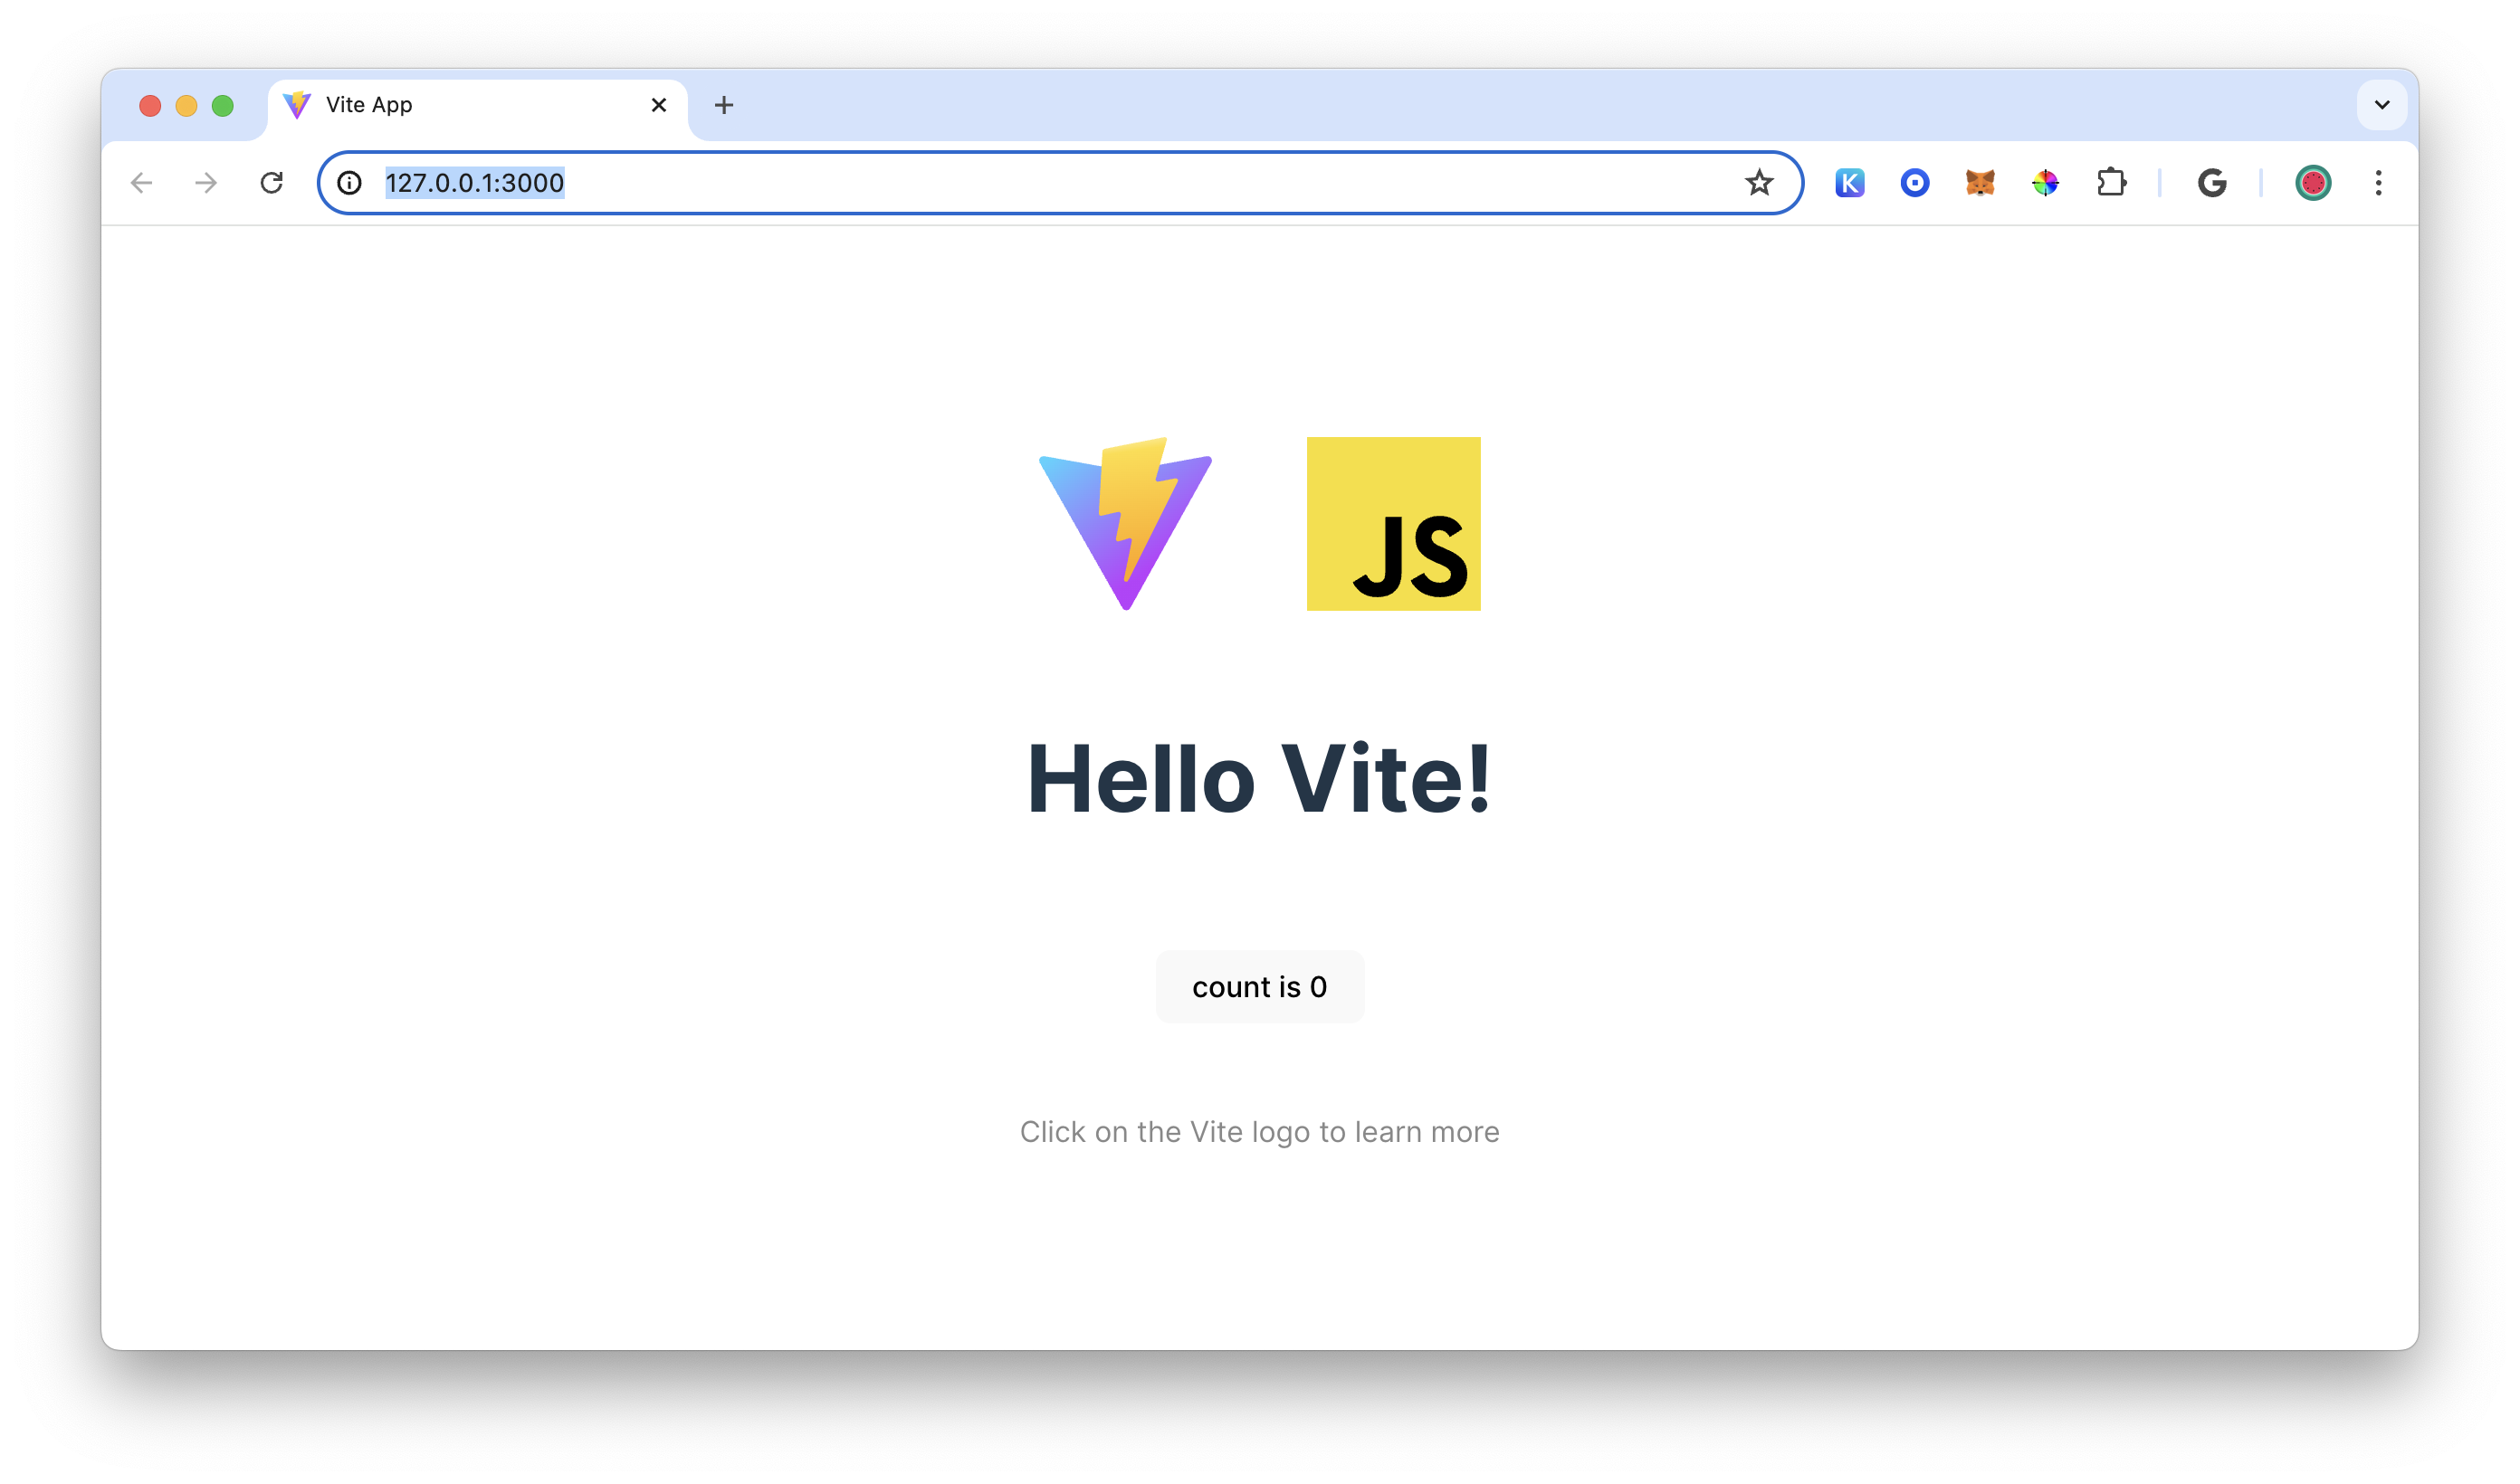 Vite App
127.0.0.1:3000
K
G
JS
Hello Vite!
count is 0
Click on the Vite logo to learn more